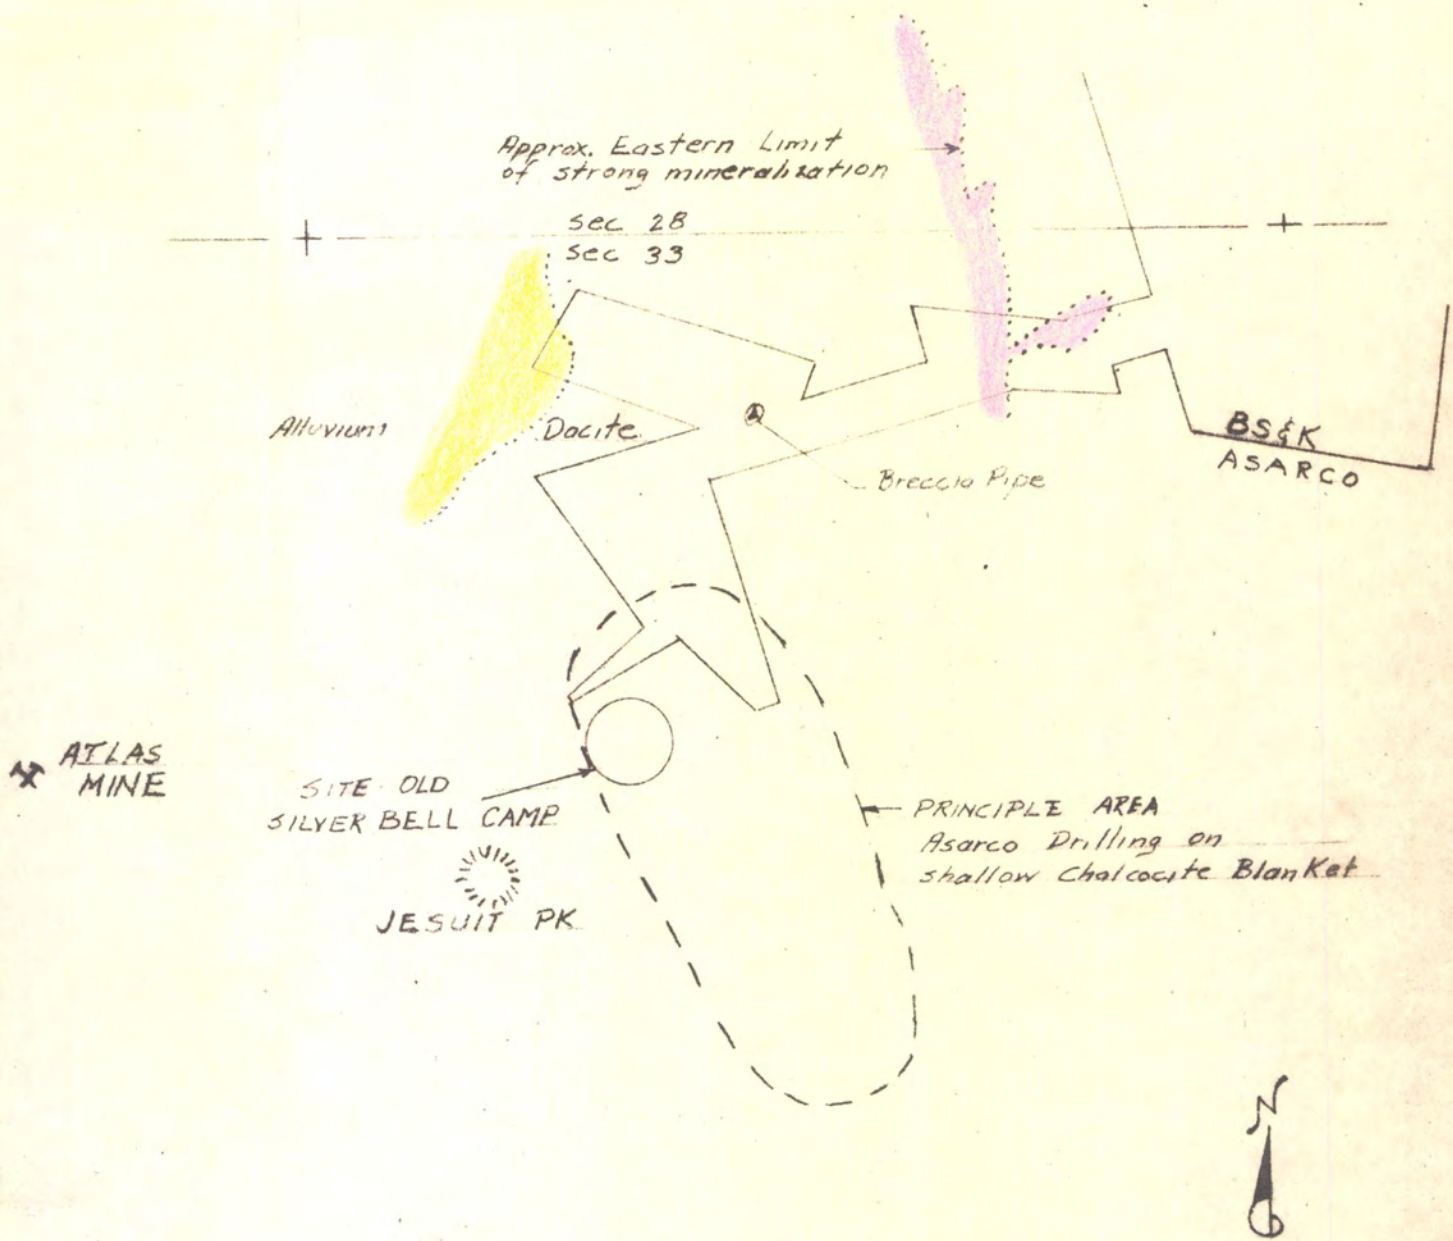 Approx. Eastern Limit
of strong mineralization
Sec 28
Sec 33
Alluvium
Dacite
Breccia Pipe
BS&K
ASARCO
ATLAS
MINE
SITE OLD
SILVER BELL CAMP
JESUIT PK
PRINCIPLE AREA
Asarco Drilling on
shallow Chalcocite Blanket
N